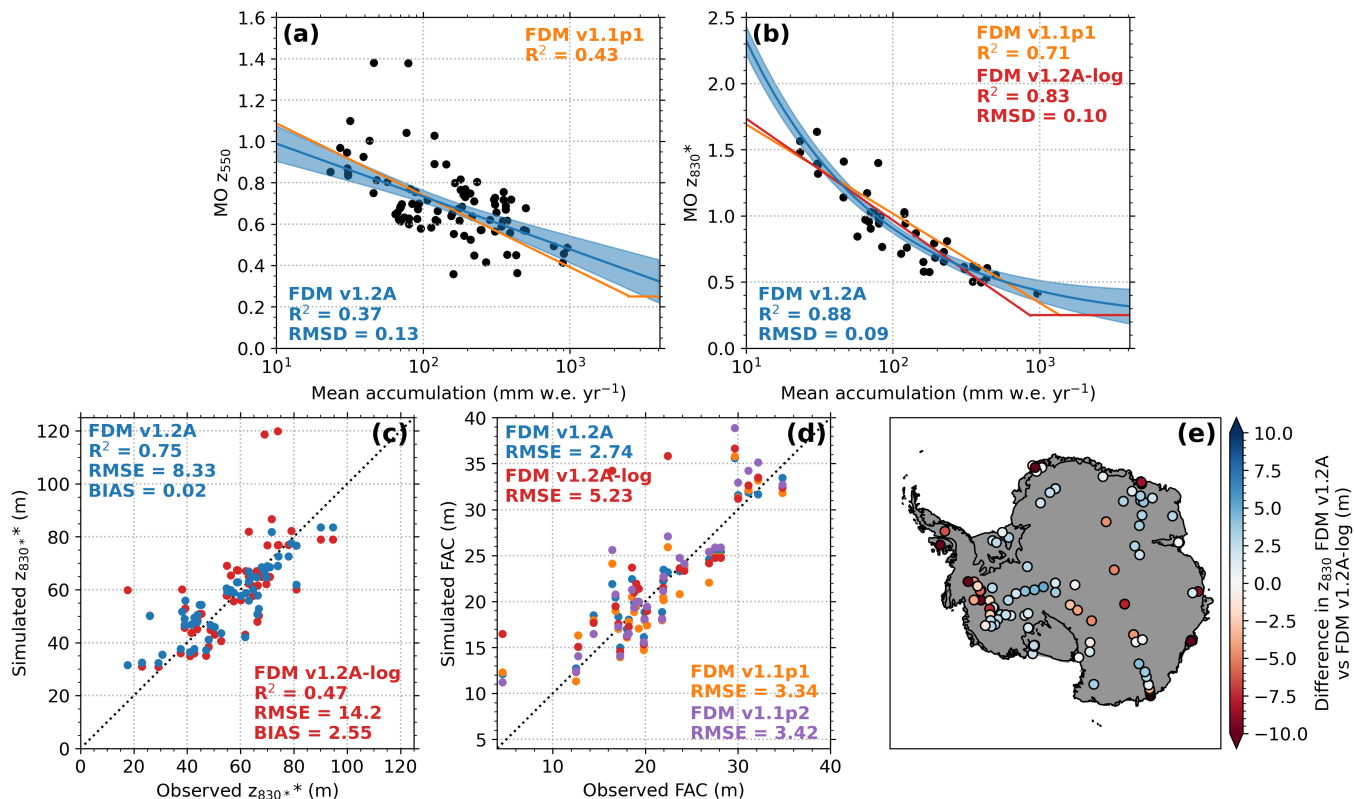 (a)
FDM v1.1p1
R² = 0.43
FDM v1.2A
R² = 0.37
RMSD = 0.13
MO z₅₅₀
1.6
1.4
1.2
1.0
0.8
0.6
0.4
0.2
0.0
10¹ 10² 10³
Mean accumulation (mm w.e. yr⁻¹)
(b)
FDM v1.1p1
R² = 0.71
FDM v1.2A-log
R² = 0.83
RMSD = 0.10
FDM v1.2A
R² = 0.88
RMSD = 0.09
MO z₈₃₀*
2.5
2.0
1.5
1.0
0.5
0.0
10¹ 10² 10³
Mean accumulation (mm w.e. yr⁻¹)
(c)
FDM v1.2A
R² = 0.75
RMSE = 8.33
BIAS = 0.02
FDM v1.2A-log
R² = 0.47
RMSE = 14.2
BIAS = 2.55
Simulated z₈₃₀** (m)
120
100
80
60
40
20
0
0 20 40 60 80 100 120
Observed z₈₃₀** (m)
(d)
FDM v1.2A
RMSE = 2.74
FDM v1.2A-log
RMSE = 5.23
FDM v1.1p1
RMSE = 3.34
FDM v1.1p2
RMSE = 3.42
Simulated FAC (m)
40
35
30
25
20
15
10
5
10 20 30 40
Observed FAC (m)
(e)
10.0
7.5
5.0
2.5
0.0
−2.5
−5.0
−7.5
−10.0
Difference in z₈₃₀ FDM v1.2A
vs FDM v1.2A-log (m)